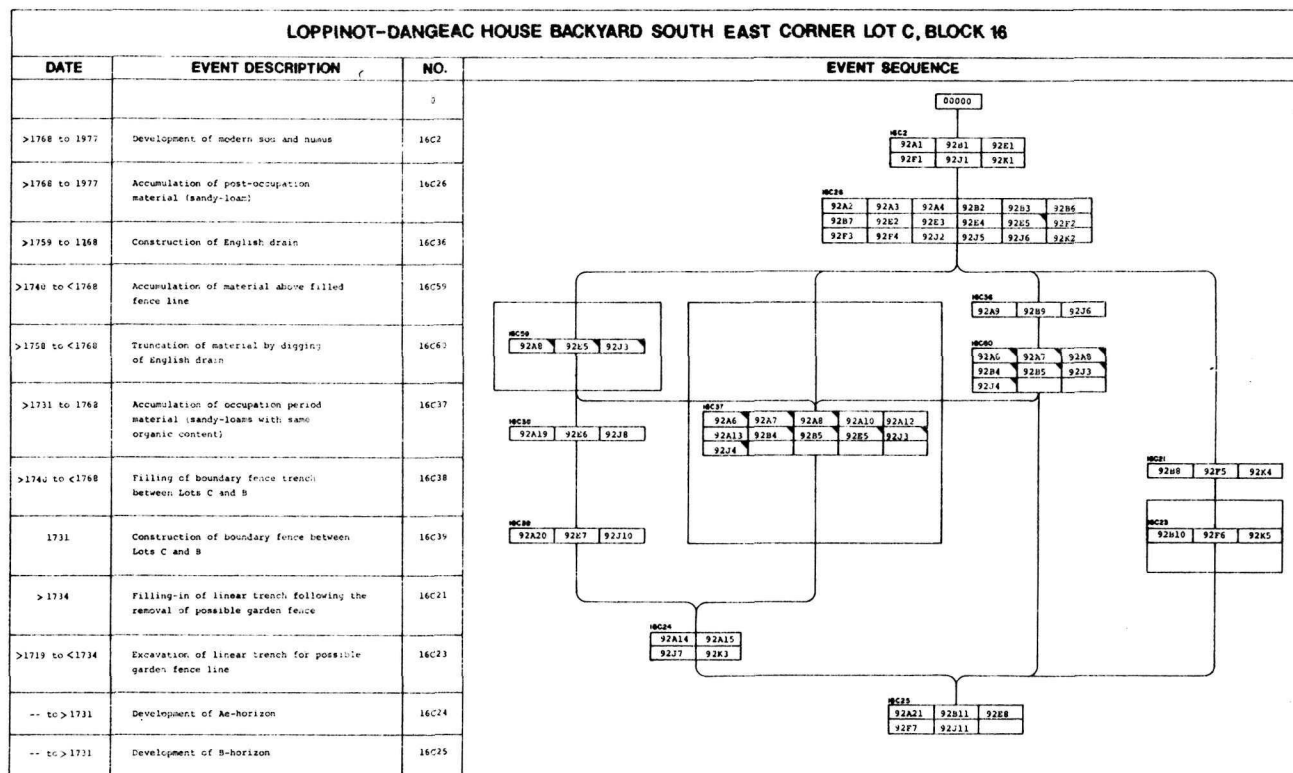 LOPPINOT-DANGEAC HOUSE BACKYARD SOUTH EAST CORNER LOT C, BLOCK 16
DATE EVENT DESCRIPTION NO. EVENT SEQUENCE
0
>1768 to 1977 Development of modern sod and humus 16C2
>1768 to 1977 Accumulation of post-occupation
material (sandy-loam) 16C26
>1759 to 1768 Construction of English drain 16C36
>1740 to <1768 Accumulation of material above filled
fence line 16C59
>1758 to <1768 Truncation of material by digging
of English drain 16C60
>1731 to 1768 Accumulation of occupation period
material (sandy-loams with same
organic content) 16C37
>1740 to <1768 Filling of boundary fence trench
between Lots C and B 16C38
1731 Construction of boundary fence between
Lots C and B 16C39
>1734 Filling-in of linear trench following the
removal of possible garden fence 16C21
>1719 to <1734 Excavation of linear trench for possible
garden fence line 16C23
-- to >1731 Development of Ae-horizon 16C24
-- to >1731 Development of B-horizon 16C25
00000
16C2
92A1 92B1 92E1
92F1 92J1 92K1
16C26
92A2 92A3 92A4 92B2 92B3 92B6
92B7 92E2 92E3 92E4 92E5 92F2
92F3 92F4 92J2 92J5 92J6 92K2
16C36
92A9 92B9 92J6
16C59
92A8 92E5 92J3
16C60
92A6 92A7 92A8
92B4 92B5 92J3
92J4
16C37
92A6 92A7 92A8 92A10 92A12
92A13 92B4 92B5 92E5 92J3
92J4
92A19 92E6 92J8
16C21
92B8 92F5 92K4
92A20 92E7 92J10
16C23
92B10 92F6 92K5
16C24
92A14 92A15
92J7 92K3
16C25
92A21 92B11 92E8
92F7 92J11